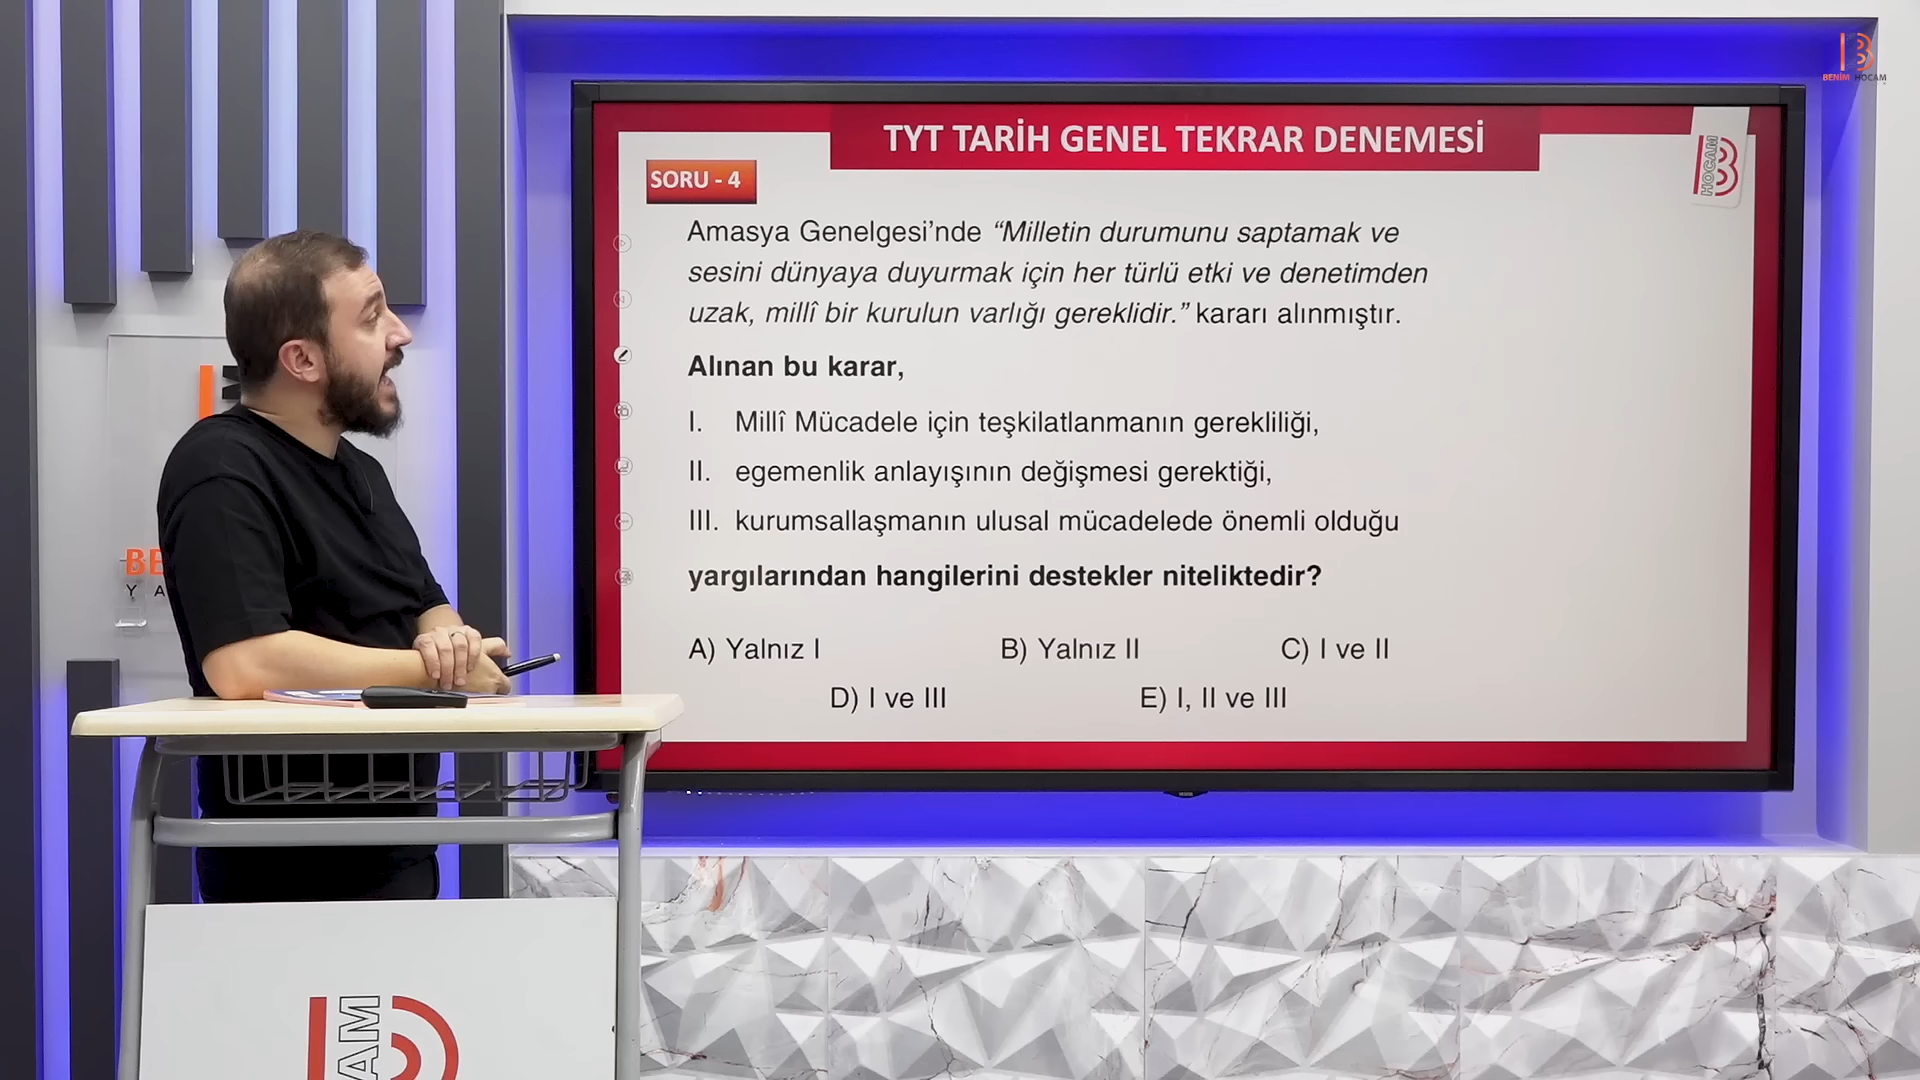 BENİM HOCAM
TYT TARİH GENEL TEKRAR DENEMESİ
HOCAM
SORU - 4
Amasya Genelgesi’nde “Milletin durumunu saptamak ve
sesini dünyaya duyurmak için her türlü etki ve denetimden
uzak, millî bir kurulun varlığı gereklidir.” kararı alınmıştır.
Alınan bu karar,
I. Millî Mücadele için teşkilatlanmanın gerekliliği,
II. egemenlik anlayışının değişmesi gerektiği,
III. kurumsallaşmanın ulusal mücadelede önemli olduğu
yargılarından hangilerini destekler niteliktedir?
A) Yalnız I B) Yalnız II C) I ve II
D) I ve III E) I, II ve III
BE
Y A
AM